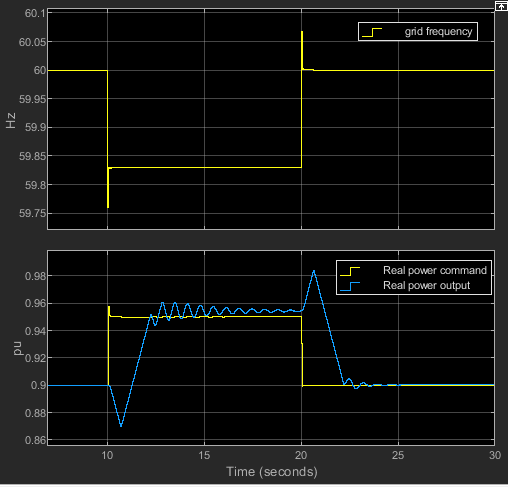 60.1
60.05
60
59.95
59.9
59.85
59.8
59.75
Hz
grid frequency
0.98
0.96
0.94
0.92
0.9
0.88
0.86
pu
Real power command
Real power output
10 15 20 25 30
Time (seconds)